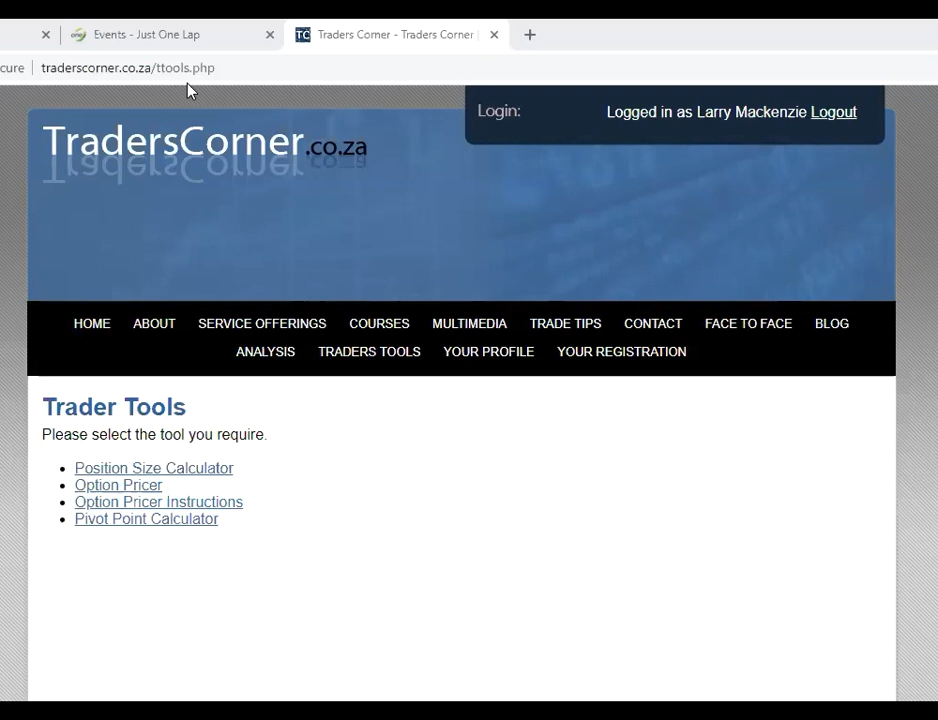 Events - Just One Lap
Traders Corner - Traders Corner
cure
traderscorner.co.za/ttools.php
Login:
Logged in as Larry Mackenzie Logout
TradersCorner.co.za
HOME ABOUT SERVICE OFFERINGS COURSES MULTIMEDIA TRADE TIPS CONTACT FACE TO FACE BLOG
ANALYSIS TRADERS TOOLS YOUR PROFILE YOUR REGISTRATION
Trader Tools
Please select the tool you require.
Position Size Calculator
Option Pricer
Option Pricer Instructions
Pivot Point Calculator